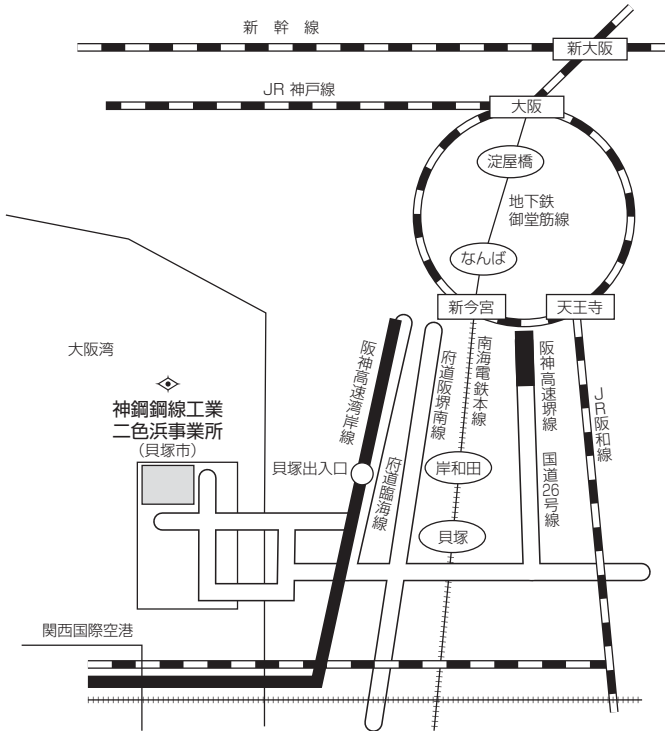 新幹線
新大阪
JR 神戸線
大阪
淀屋橋
地下鉄
御堂筋線
なんば
新今宮
天王寺
大阪湾
神鋼鋼線工業
二色浜事業所
(貝塚市)
阪神高速湾岸線
府道臨海線
府道阪堺南線
南海電鉄本線
阪神高速堺線
国道26号線
JR阪和線
貝塚出入口
岸和田
貝塚
関西国際空港